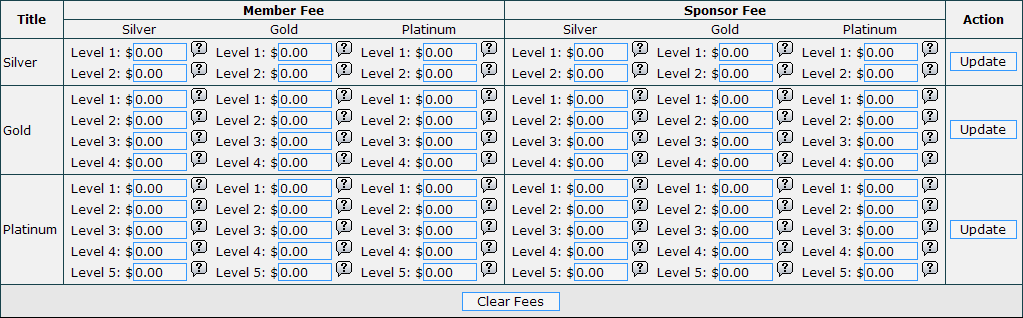 Title Member Fee Sponsor Fee Action
Silver Gold Platinum Silver Gold Platinum
Silver Level 1: $0.00 ? Level 1: $0.00 ? Level 1: $0.00 ? Level 1: $0.00 ? Level 1: $0.00 ? Level 1: $0.00 ? Update
Level 2: $0.00 ? Level 2: $0.00 ? Level 2: $0.00 ? Level 2: $0.00 ? Level 2: $0.00 ? Level 2: $0.00 ?
Gold Level 1: $0.00 ? Level 1: $0.00 ? Level 1: $0.00 ? Level 1: $0.00 ? Level 1: $0.00 ? Level 1: $0.00 ? Update
Level 2: $0.00 ? Level 2: $0.00 ? Level 2: $0.00 ? Level 2: $0.00 ? Level 2: $0.00 ? Level 2: $0.00 ?
Level 3: $0.00 ? Level 3: $0.00 ? Level 3: $0.00 ? Level 3: $0.00 ? Level 3: $0.00 ? Level 3: $0.00 ?
Level 4: $0.00 ? Level 4: $0.00 ? Level 4: $0.00 ? Level 4: $0.00 ? Level 4: $0.00 ? Level 4: $0.00 ?
Platinum Level 1: $0.00 ? Level 1: $0.00 ? Level 1: $0.00 ? Level 1: $0.00 ? Level 1: $0.00 ? Level 1: $0.00 ? Update
Level 2: $0.00 ? Level 2: $0.00 ? Level 2: $0.00 ? Level 2: $0.00 ? Level 2: $0.00 ? Level 2: $0.00 ?
Level 3: $0.00 ? Level 3: $0.00 ? Level 3: $0.00 ? Level 3: $0.00 ? Level 3: $0.00 ? Level 3: $0.00 ?
Level 4: $0.00 ? Level 4: $0.00 ? Level 4: $0.00 ? Level 4: $0.00 ? Level 4: $0.00 ? Level 4: $0.00 ?
Level 5: $0.00 ? Level 5: $0.00 ? Level 5: $0.00 ? Level 5: $0.00 ? Level 5: $0.00 ? Level 5: $0.00 ?
Clear Fees